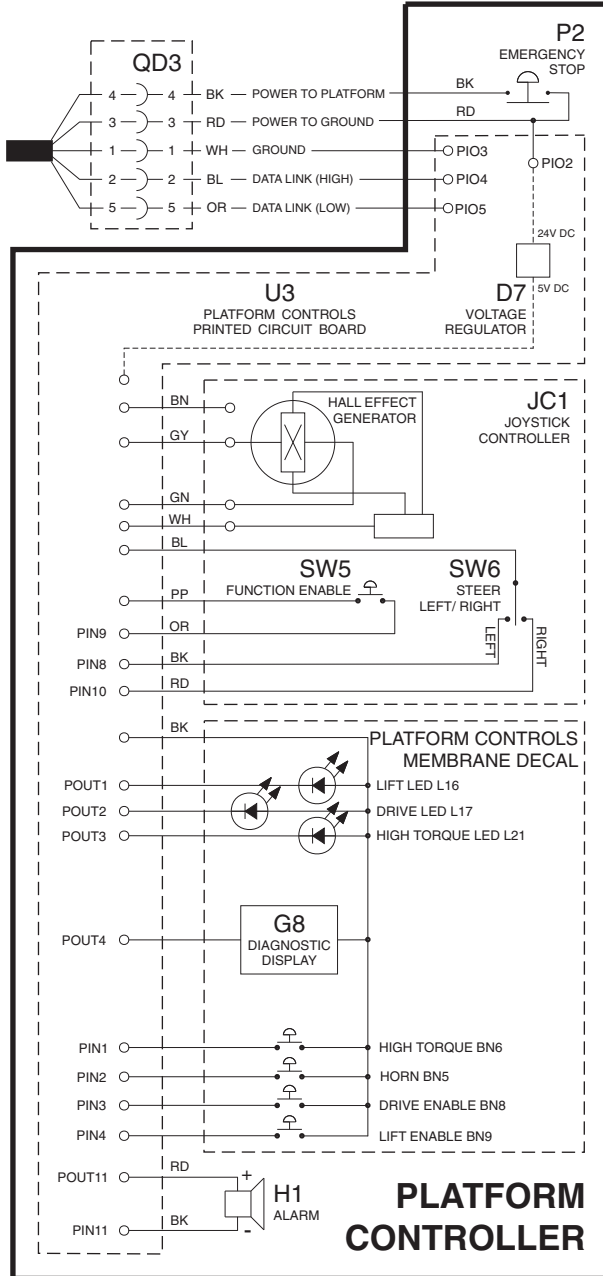 P2
EMERGENCY
STOP
QD3
4 4 BK POWER TO PLATFORM BK
3 3 RD POWER TO GROUND RD
1 1 WH GROUND PIO3
PIO2
2 2 BL DATA LINK (HIGH) PIO4
5 5 OR DATA LINK (LOW) PIO5
24V DC
U3
PLATFORM CONTROLS
PRINTED CIRCUIT BOARD
D7
VOLTAGE
REGULATOR
5V DC
BN
HALL EFFECT
GENERATOR
JC1
JOYSTICK
CONTROLLER
GY
GN
WH
BL
SW5
FUNCTION ENABLE
SW6
STEER
LEFT/ RIGHT
PP
PIN9 OR
LEFT
RIGHT
PIN8 BK
PIN10 RD
BK
PLATFORM CONTROLS
MEMBRANE DECAL
POUT1 LIFT LED L16
POUT2 DRIVE LED L17
POUT3 HIGH TORQUE LED L21
G8
DIAGNOSTIC
DISPLAY
POUT4
PIN1 HIGH TORQUE BN6
PIN2 HORN BN5
PIN3 DRIVE ENABLE BN8
PIN4 LIFT ENABLE BN9
POUT11 RD +
H1
ALARM
PIN11 BK -
PLATFORM
CONTROLLER